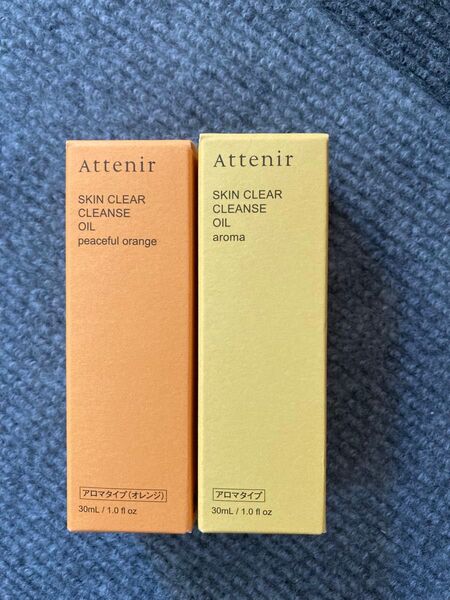 Attenir
SKIN CLEAR
CLEANSE
OIL
peaceful orange
アロマタイプ(オレンジ)
30mL / 1.0 fl oz
Attenir
SKIN CLEAR
CLEANSE
OIL
aroma
アロマタイプ
30mL / 1.0 fl oz